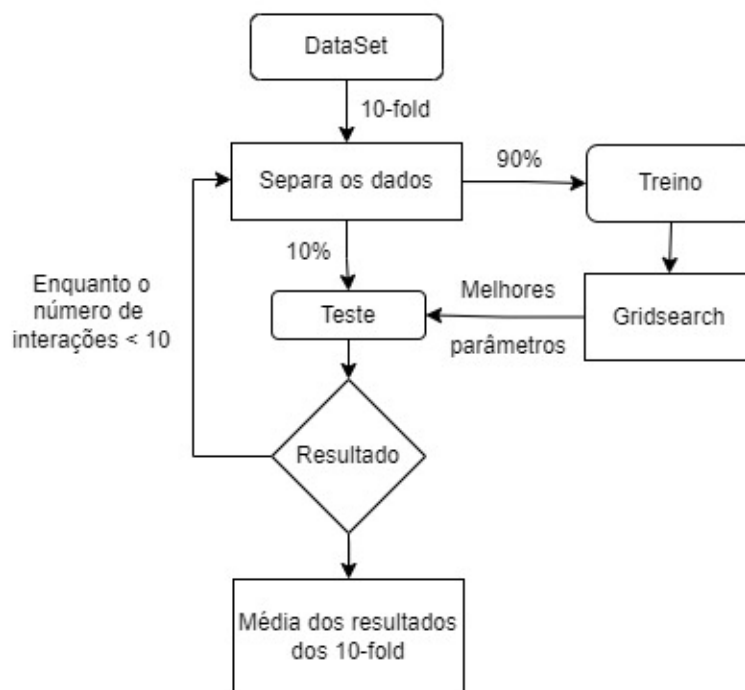 DataSet
10-fold
Separa os dados
90%
Treino
10%
Enquanto o
número de
interações < 10
Teste
Melhores
parâmetros
Gridsearch
Resultado
Média dos resultados
dos 10-fold